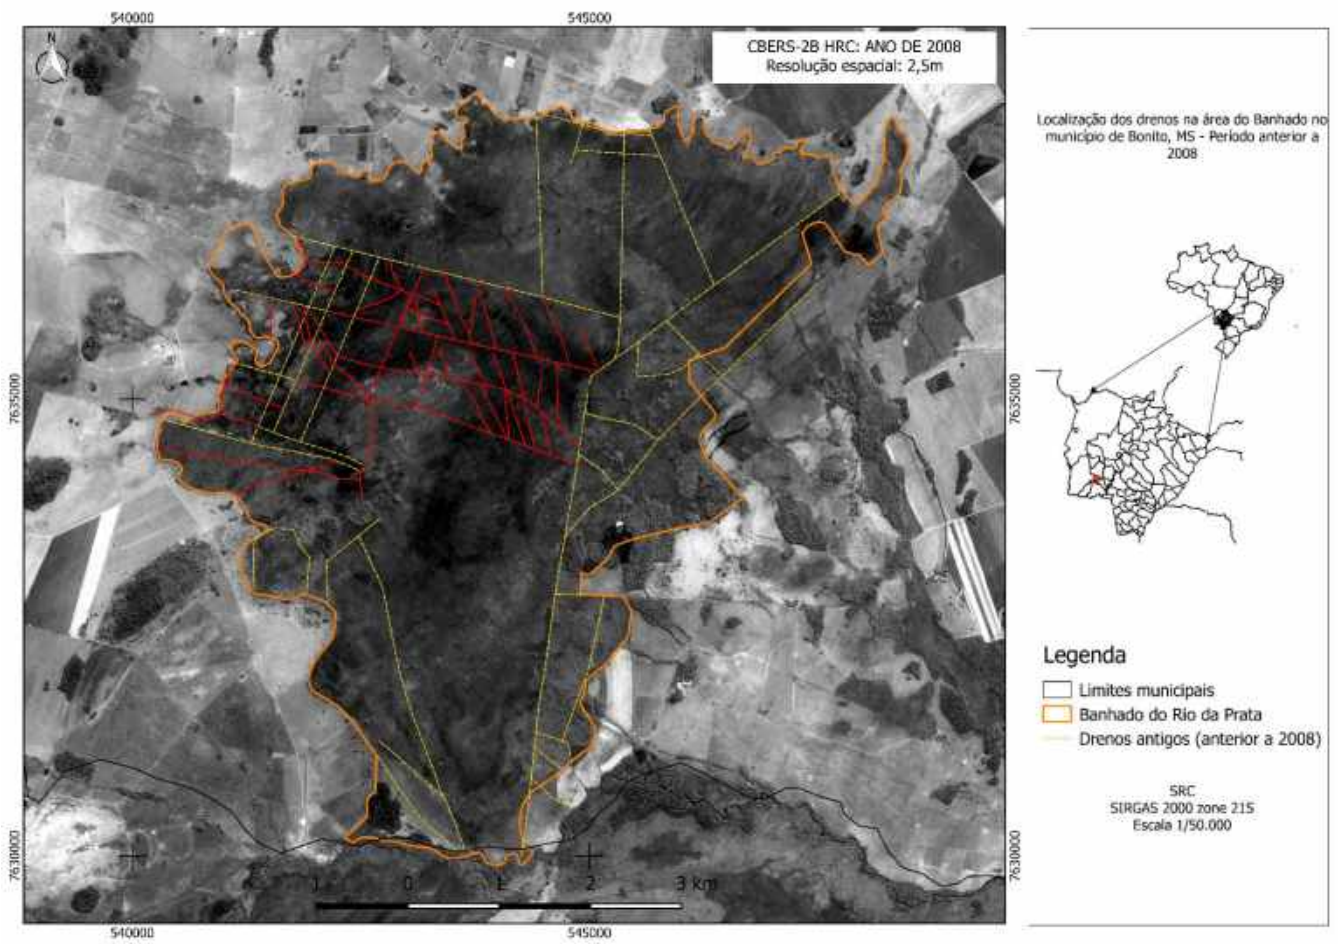 540000
545000
N
CBERS-2B HRC: ANO DE 2008
Resolução espacial: 2,5m
7635000
7635000
7630000
7630000
1 0 1 2 3 km
540000
545000
Localização dos drenos na área do Banhado no
município de Bonito, MS - Período anterior a
2008
Legenda
Limites municipais
Banhado do Rio da Prata
Drenos antigos (anterior a 2008)
SRC
SIRGAS 2000 zone 21S
Escala 1/50.000